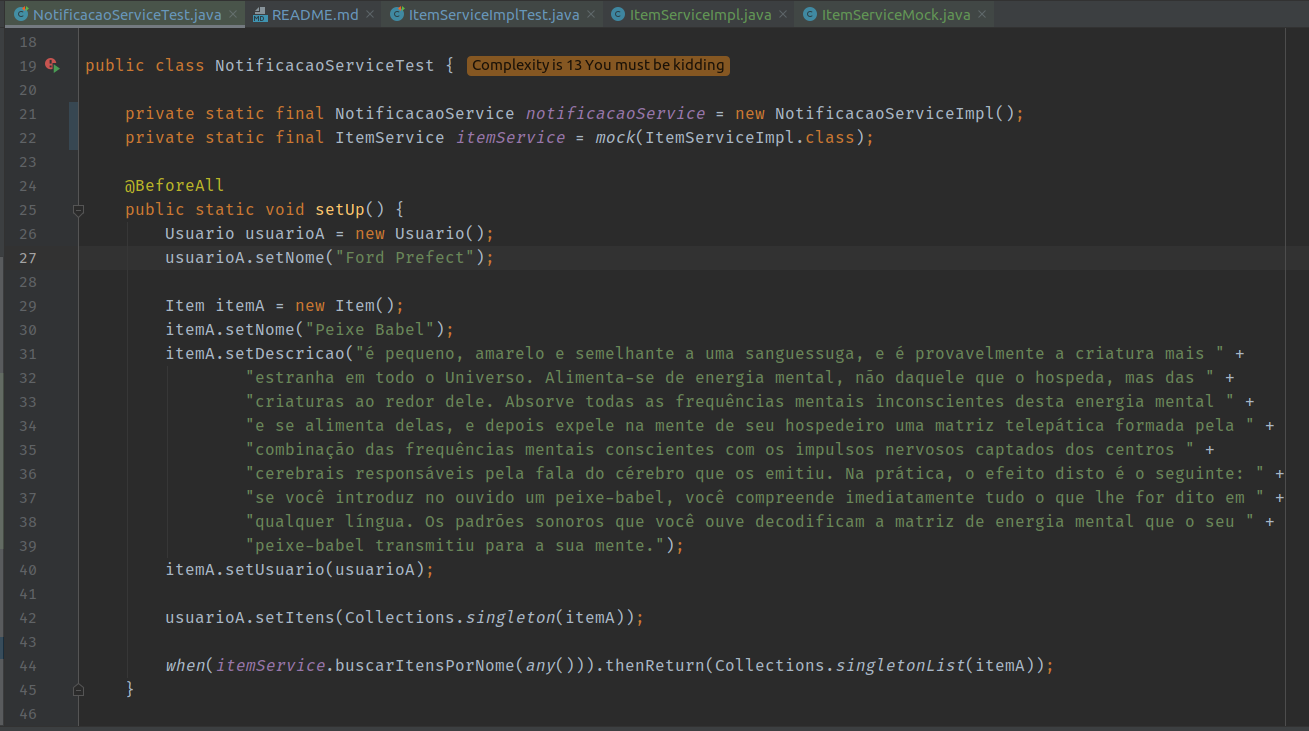 NotificacaoServiceTest.java × README.md × ItemServiceImplTest.java × ItemServiceImpl.java × ItemServiceMock.java ×
18
19 public class NotificacaoServiceTest { Complexity is 13 You must be kidding
20
21 private static final NotificacaoService notificacaoService = new NotificacaoServiceImpl();
22 private static final ItemService itemService = mock(ItemServiceImpl.class);
23
24 @BeforeAll
25 public static void setUp() {
26 Usuario usuarioA = new Usuario();
27 usuarioA.setNome("Ford Prefect");
28
29 Item itemA = new Item();
30 itemA.setNome("Peixe Babel");
31 itemA.setDescricao("é pequeno, amarelo e semelhante a uma sanguessuga, e é provavelmente a criatura mais " +
32 "estranha em todo o Universo. Alimenta-se de energia mental, não daquele que o hospeda, mas das " +
33 "criaturas ao redor dele. Absorve todas as frequências mentais inconscientes desta energia mental " +
34 "e se alimenta delas, e depois expele na mente de seu hospedeiro uma matriz telepática formada pela " +
35 "combinação das frequências mentais conscientes com os impulsos nervosos captados dos centros " +
36 "cerebrais responsáveis pela fala do cérebro que os emitiu. Na prática, o efeito disto é o seguinte: " +
37 "se você introduz no ouvido um peixe-babel, você compreende imediatamente tudo o que lhe for dito em " +
38 "qualquer língua. Os padrões sonoros que você ouve decodificam a matriz de energia mental que o seu " +
39 "peixe-babel transmitiu para a sua mente.");
40 itemA.setUsuario(usuarioA);
41
42 usuarioA.setItens(Collections.singleton(itemA));
43
44 when(itemService.buscarItensPorNome(any())).thenReturn(Collections.singletonList(itemA));
45 }
46